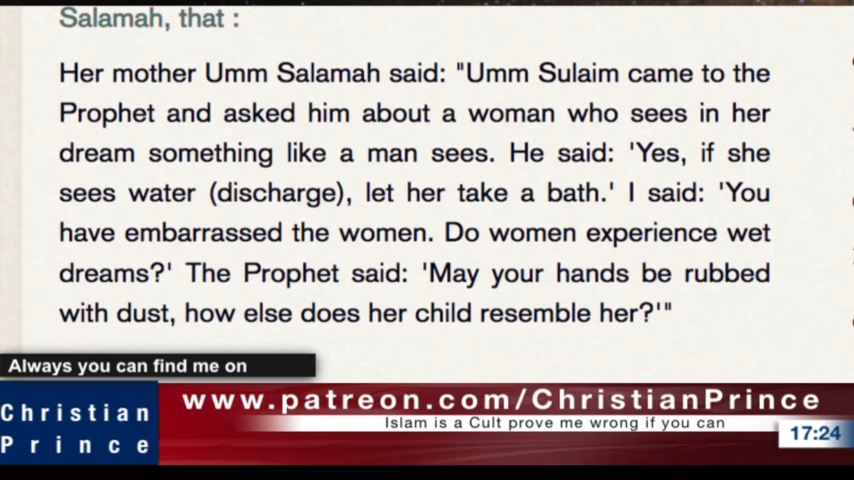 Salamah, that :
Her mother Umm Salamah said: "Umm Sulaim came to the
Prophet and asked him about a woman who sees in her
dream something like a man sees. He said: 'Yes, if she
sees water (discharge), let her take a bath.' I said: 'You
have embarrassed the women. Do women experience wet
dreams?' The Prophet said: 'May your hands be rubbed
with dust, how else does her child resemble her?'"
Always you can find me on
Christian
Prince
www.patreon.com/ChristianPrince
Islam is a Cult prove me wrong if you can
17:24